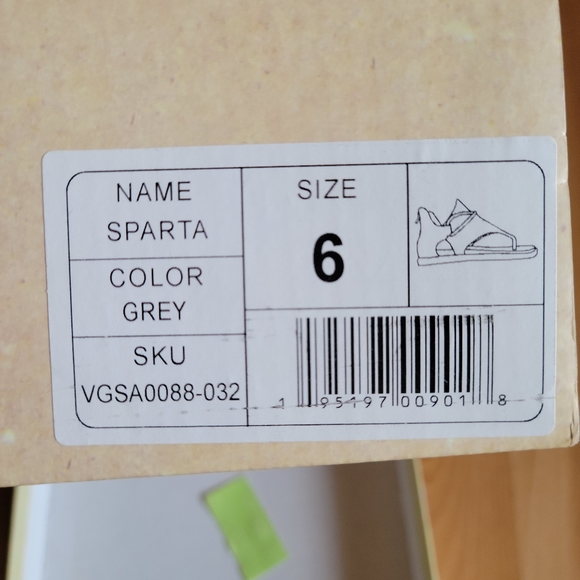 NAME
SPARTA
COLOR
GREY
SKU
VGSA0088-032
SIZE
6
1 95197 00901 8